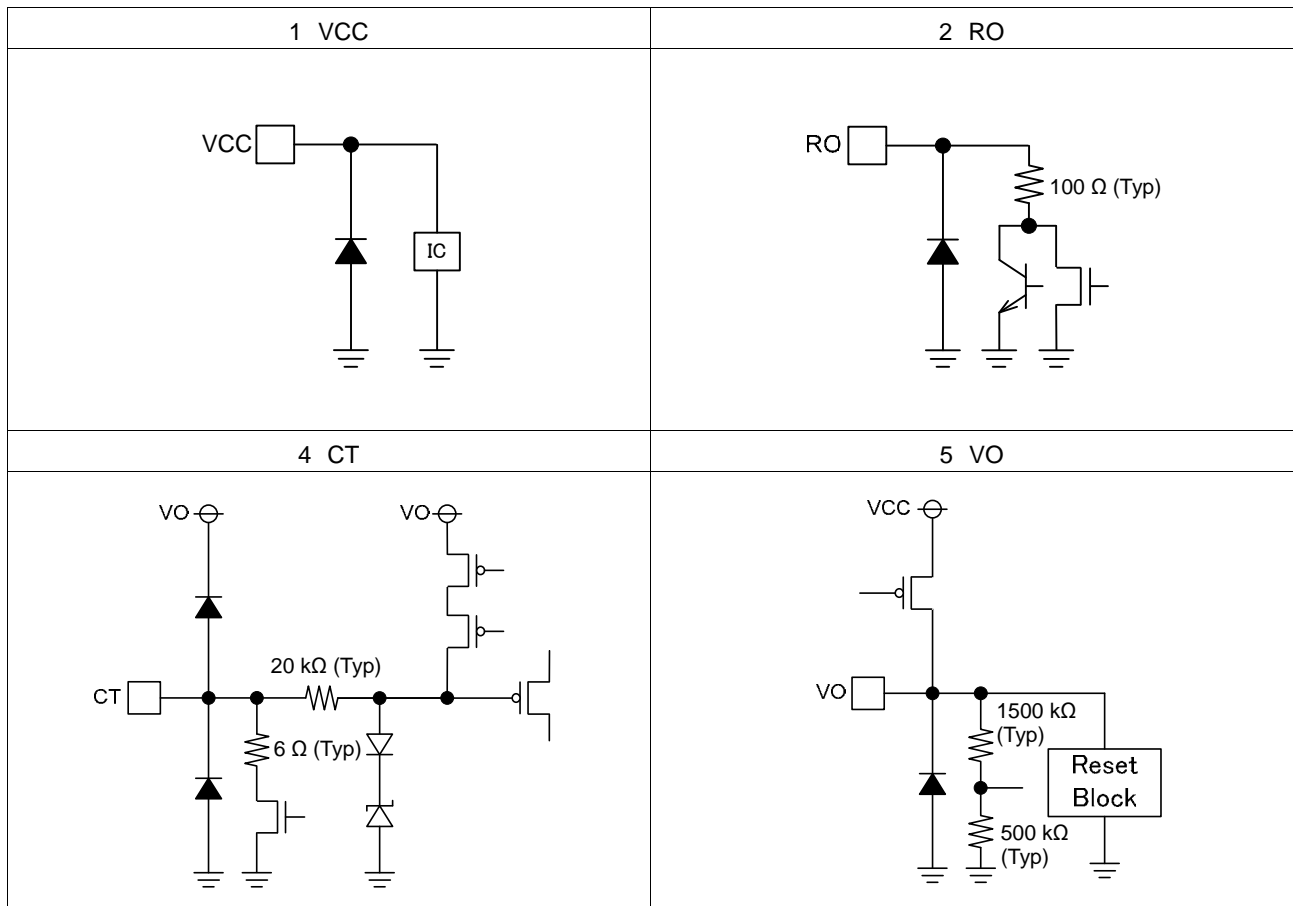 1 VCC
2 RO
VCC
IC
RO
100 Ω (Typ)
4 CT
5 VO
VO
VO
20 kΩ (Typ)
CT
6 Ω (Typ)
VCC
VO
1500 kΩ
(Typ)
Reset
Block
500 kΩ
(Typ)